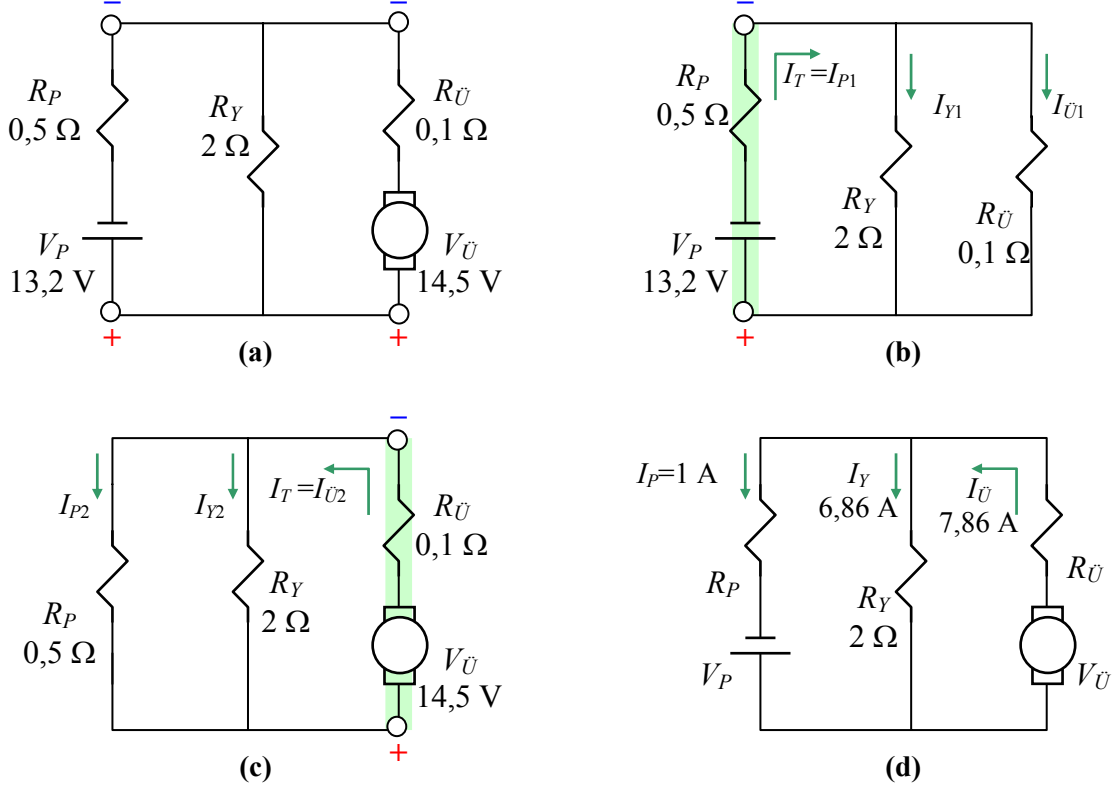 −
−
R_P
0,5 Ω
R_Y
2 Ω
R_Ü
0,1 Ω
V_P
13,2 V
V_Ü
14,5 V
+
+
(a)
−
R_P
0,5 Ω
I_T =I_P1
I_Y1
I_Ü1
R_Y
2 Ω
R_Ü
0,1 Ω
V_P
13,2 V
+
(b)
−
I_P2
I_Y2
I_T =I_Ü2
R_Ü
0,1 Ω
R_P
0,5 Ω
R_Y
2 Ω
V_Ü
14,5 V
+
(c)
I_P=1 A
I_Y
6,86 A
I_Ü
7,86 A
R_P
R_Y
2 Ω
R_Ü
V_P
V_Ü
(d)